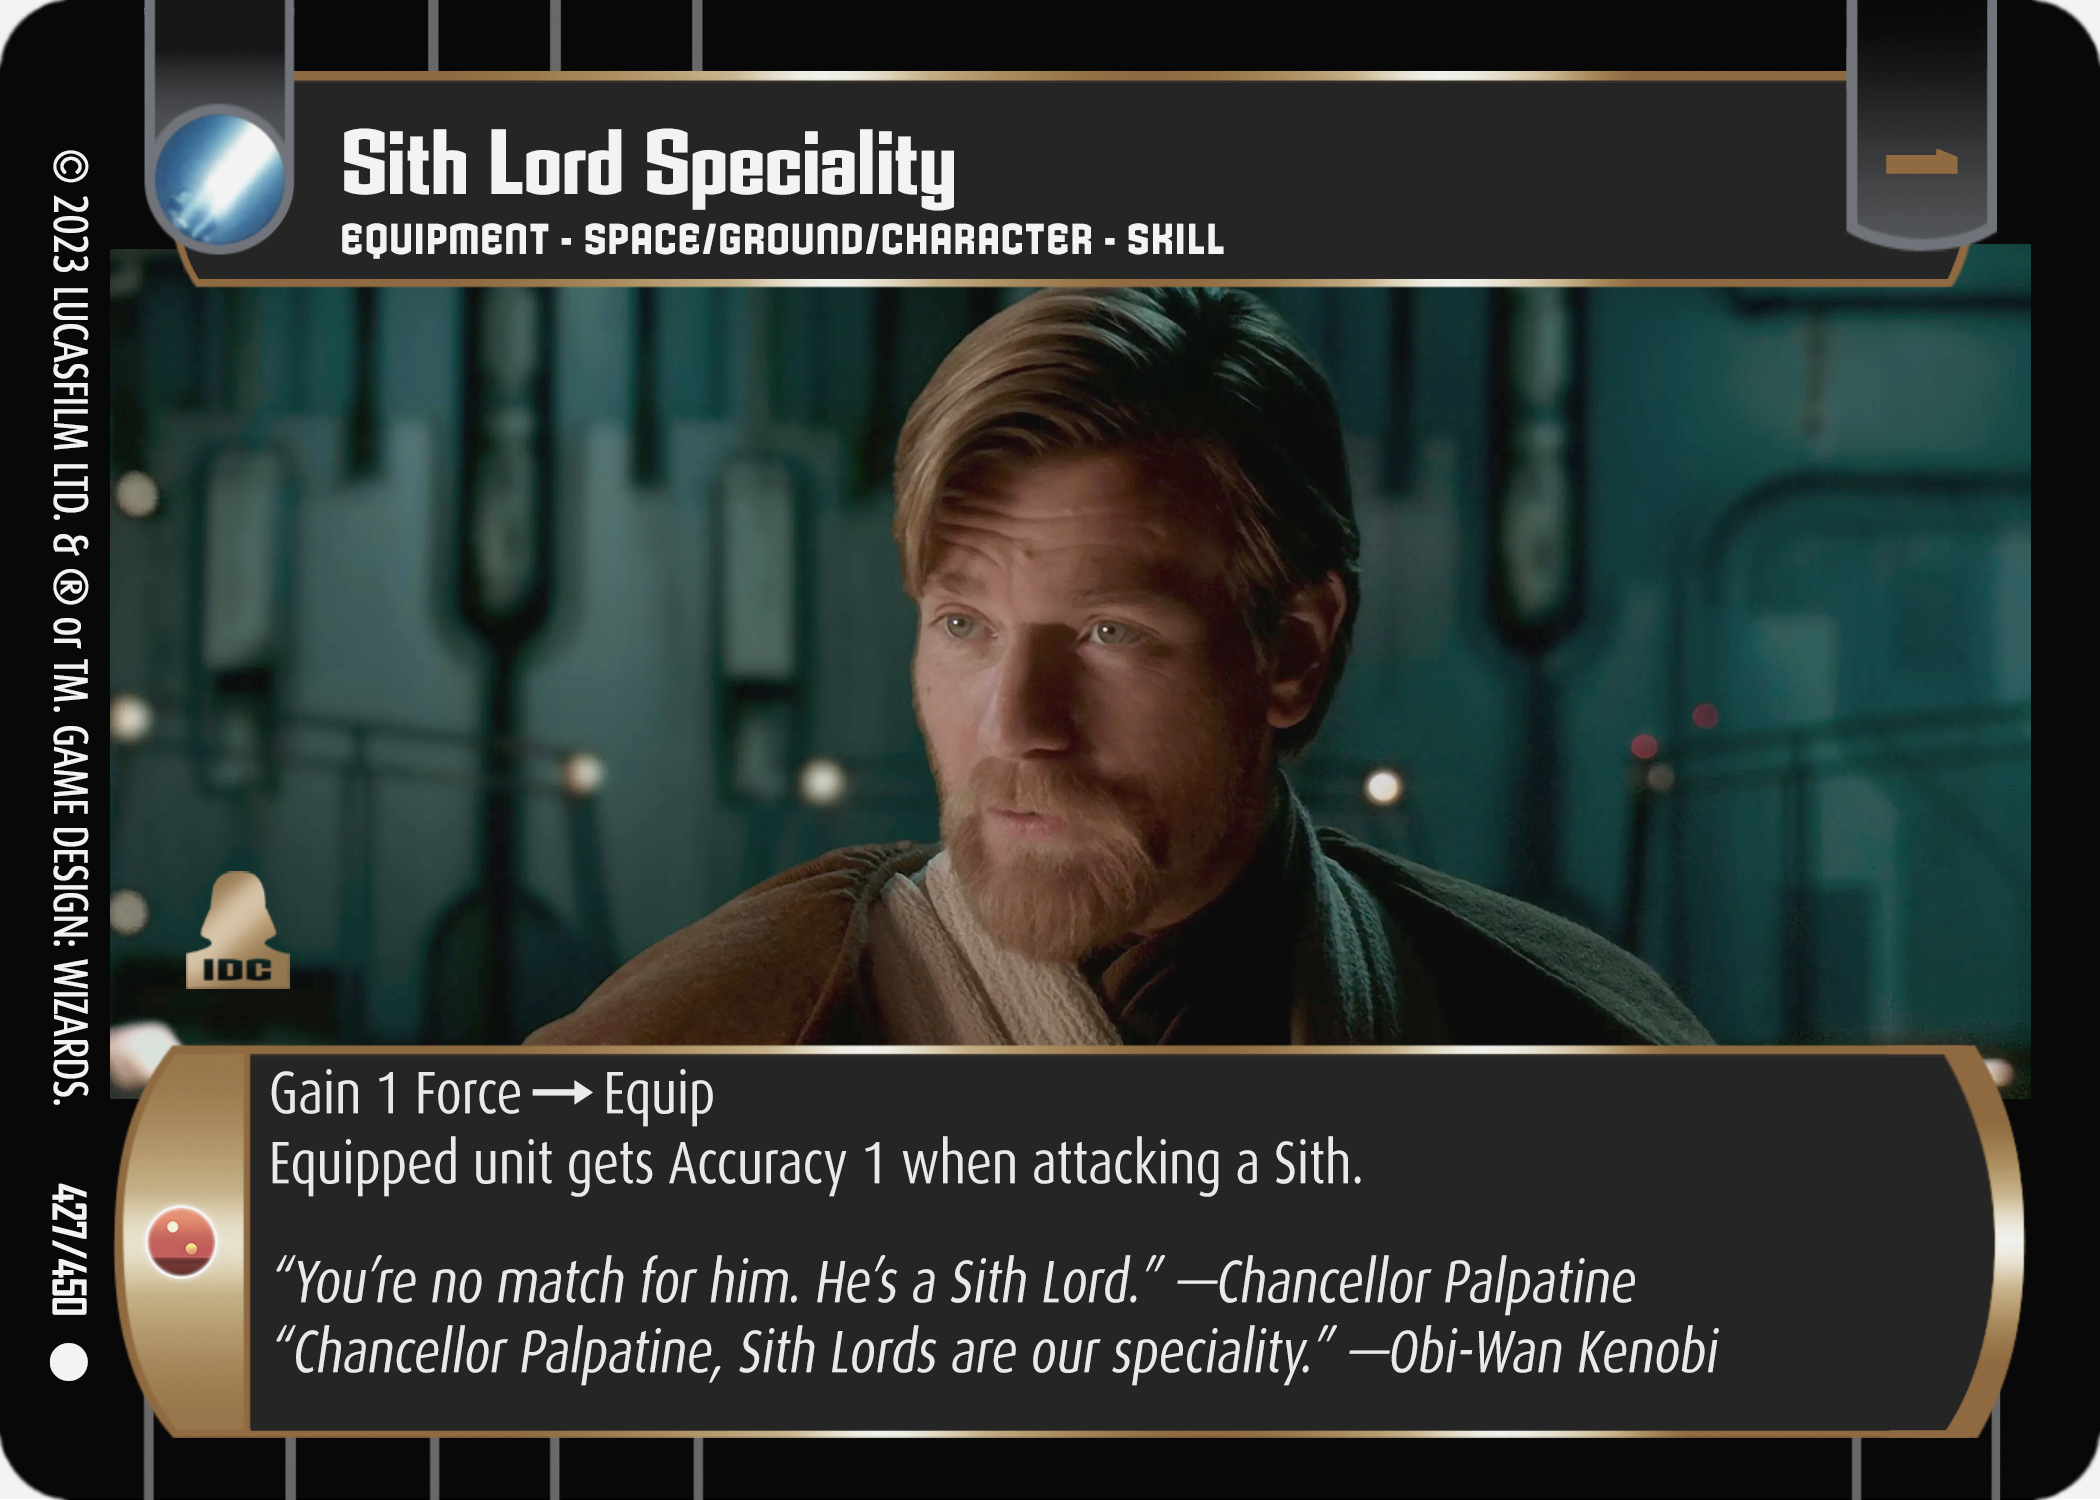 Sith Lord Speciality
1
EQUIPMENT - SPACE/GROUND/CHARACTER - SKILL
© 2023 LUCASFILM LTD. & ® or TM. GAME DESIGN: WIZARDS. 427/450
IDC
Gain 1 Force → Equip
Equipped unit gets Accuracy 1 when attacking a Sith.
“You’re no match for him. He’s a Sith Lord.” —Chancellor Palpatine
“Chancellor Palpatine, Sith Lords are our speciality.” —Obi-Wan Kenobi